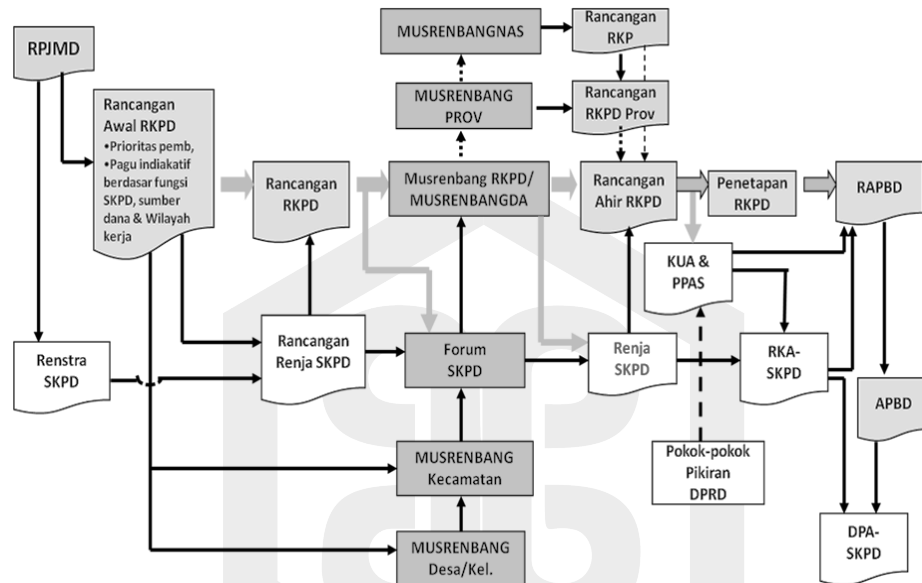 MUSRENBANGNAS
Rancangan
RKP
RPJMD
MUSRENBANG
PROV
Rancangan
RKPD Prov
Rancangan
Awal RKPD
•Prioritas pemb,
•Pagu indiakatif
berdasar fungsi
SKPD, sumber
dana & Wilayah
kerja
Rancangan
RKPD
Musrenbang RKPD/
MUSRENBANGDA
Rancangan
Ahir RKPD
Penetapan
RKPD
RAPBD
KUA &
PPAS
Renstra
SKPD
Rancangan
Renja SKPD
Forum
SKPD
Renja
SKPD
RKA-
SKPD
APBD
MUSRENBANG
Kecamatan
Pokok-pokok
Pikiran
DPRD
MUSRENBANG
Desa/Kel.
DPA-
SKPD